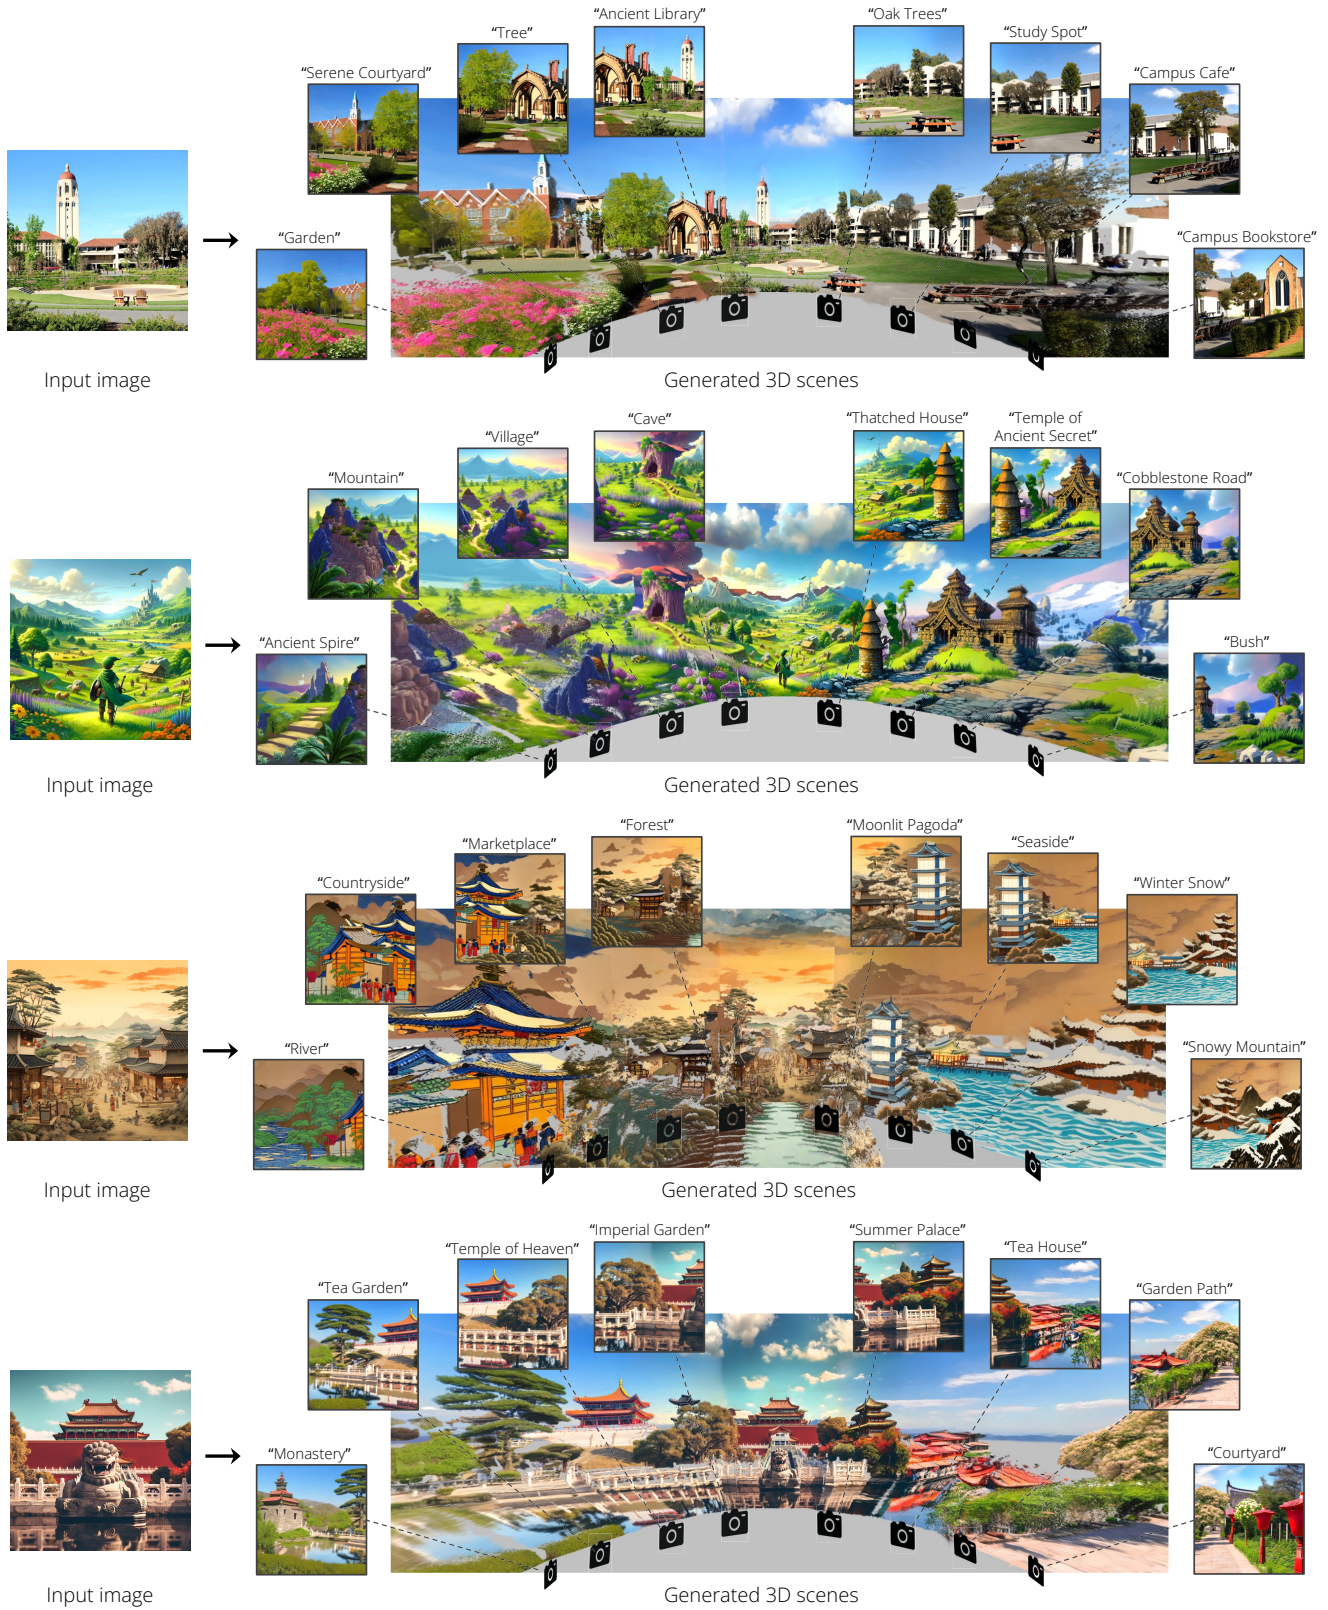 “Ancient Library”
“Oak Trees”
“Tree”
“Study Spot”
“Serene Courtyard”
“Campus Cafe”
“Garden”
“Campus Bookstore”
Input image
Generated 3D scenes
“Cave”
“Thatched House”
“Temple of
Ancient Secret”
“Village”
“Mountain”
“Cobblestone Road”
“Ancient Spire”
“Bush”
Input image
Generated 3D scenes
“Forest”
“Moonlit Pagoda”
“Marketplace”
“Seaside”
“Countryside”
“Winter Snow”
“River”
“Snowy Mountain”
Input image
Generated 3D scenes
“Imperial Garden”
“Summer Palace”
“Temple of Heaven”
“Tea House”
“Tea Garden”
“Garden Path”
“Monastery”
“Courtyard”
Input image
Generated 3D scenes